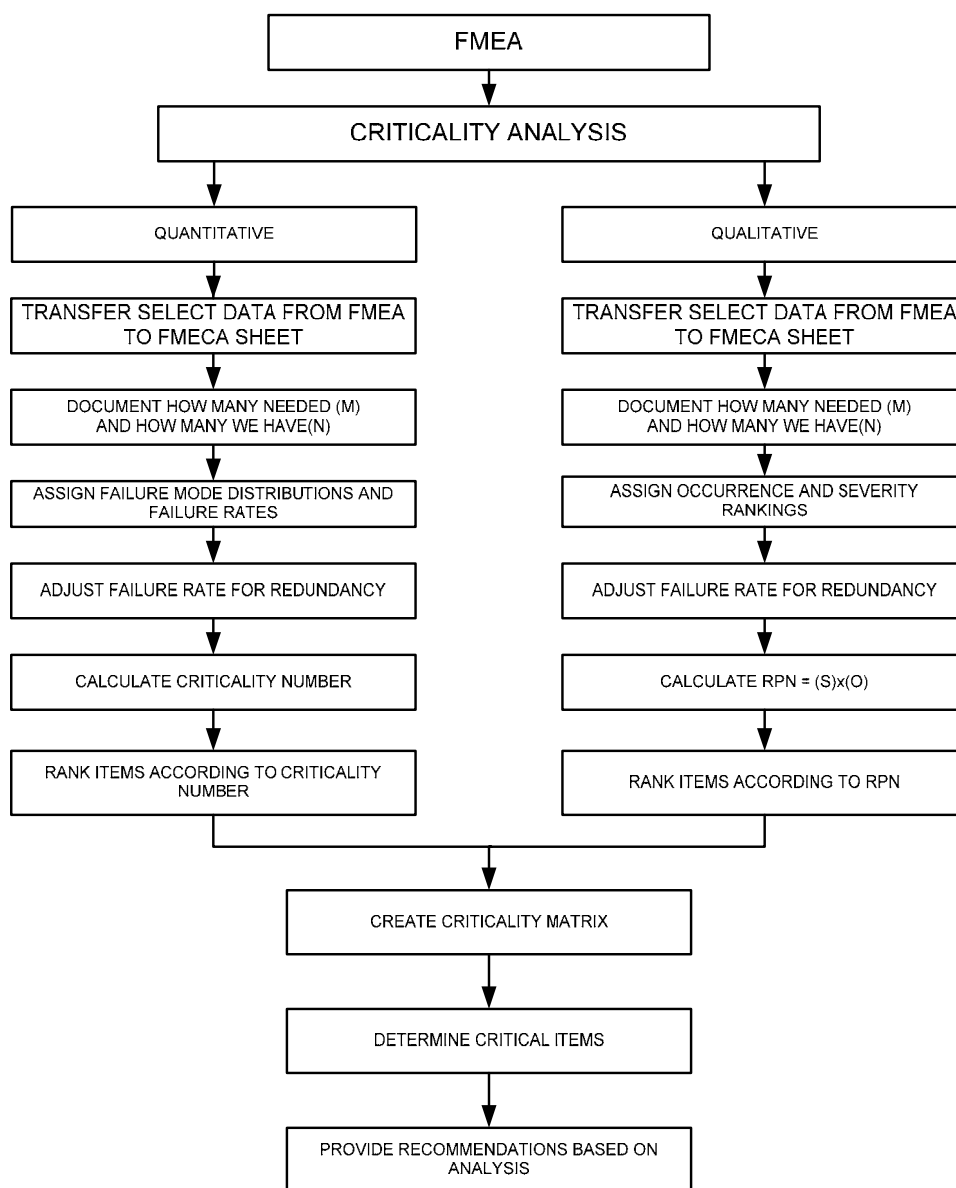 FMEA
CRITICALITY ANALYSIS
QUANTITATIVE
TRANSFER SELECT DATA FROM FMEA
TO FMECA SHEET
DOCUMENT HOW MANY NEEDED (M)
AND HOW MANY WE HAVE(N)
ASSIGN FAILURE MODE DISTRIBUTIONS AND
FAILURE RATES
ADJUST FAILURE RATE FOR REDUNDANCY
CALCULATE CRITICALITY NUMBER
RANK ITEMS ACCORDING TO CRITICALITY
NUMBER
QUALITATIVE
TRANSFER SELECT DATA FROM FMEA
TO FMECA SHEET
DOCUMENT HOW MANY NEEDED (M)
AND HOW MANY WE HAVE(N)
ASSIGN OCCURRENCE AND SEVERITY
RANKINGS
ADJUST FAILURE RATE FOR REDUNDANCY
CALCULATE RPN = (S)x(O)
RANK ITEMS ACCORDING TO RPN
CREATE CRITICALITY MATRIX
DETERMINE CRITICAL ITEMS
PROVIDE RECOMMENDATIONS BASED ON
ANALYSIS